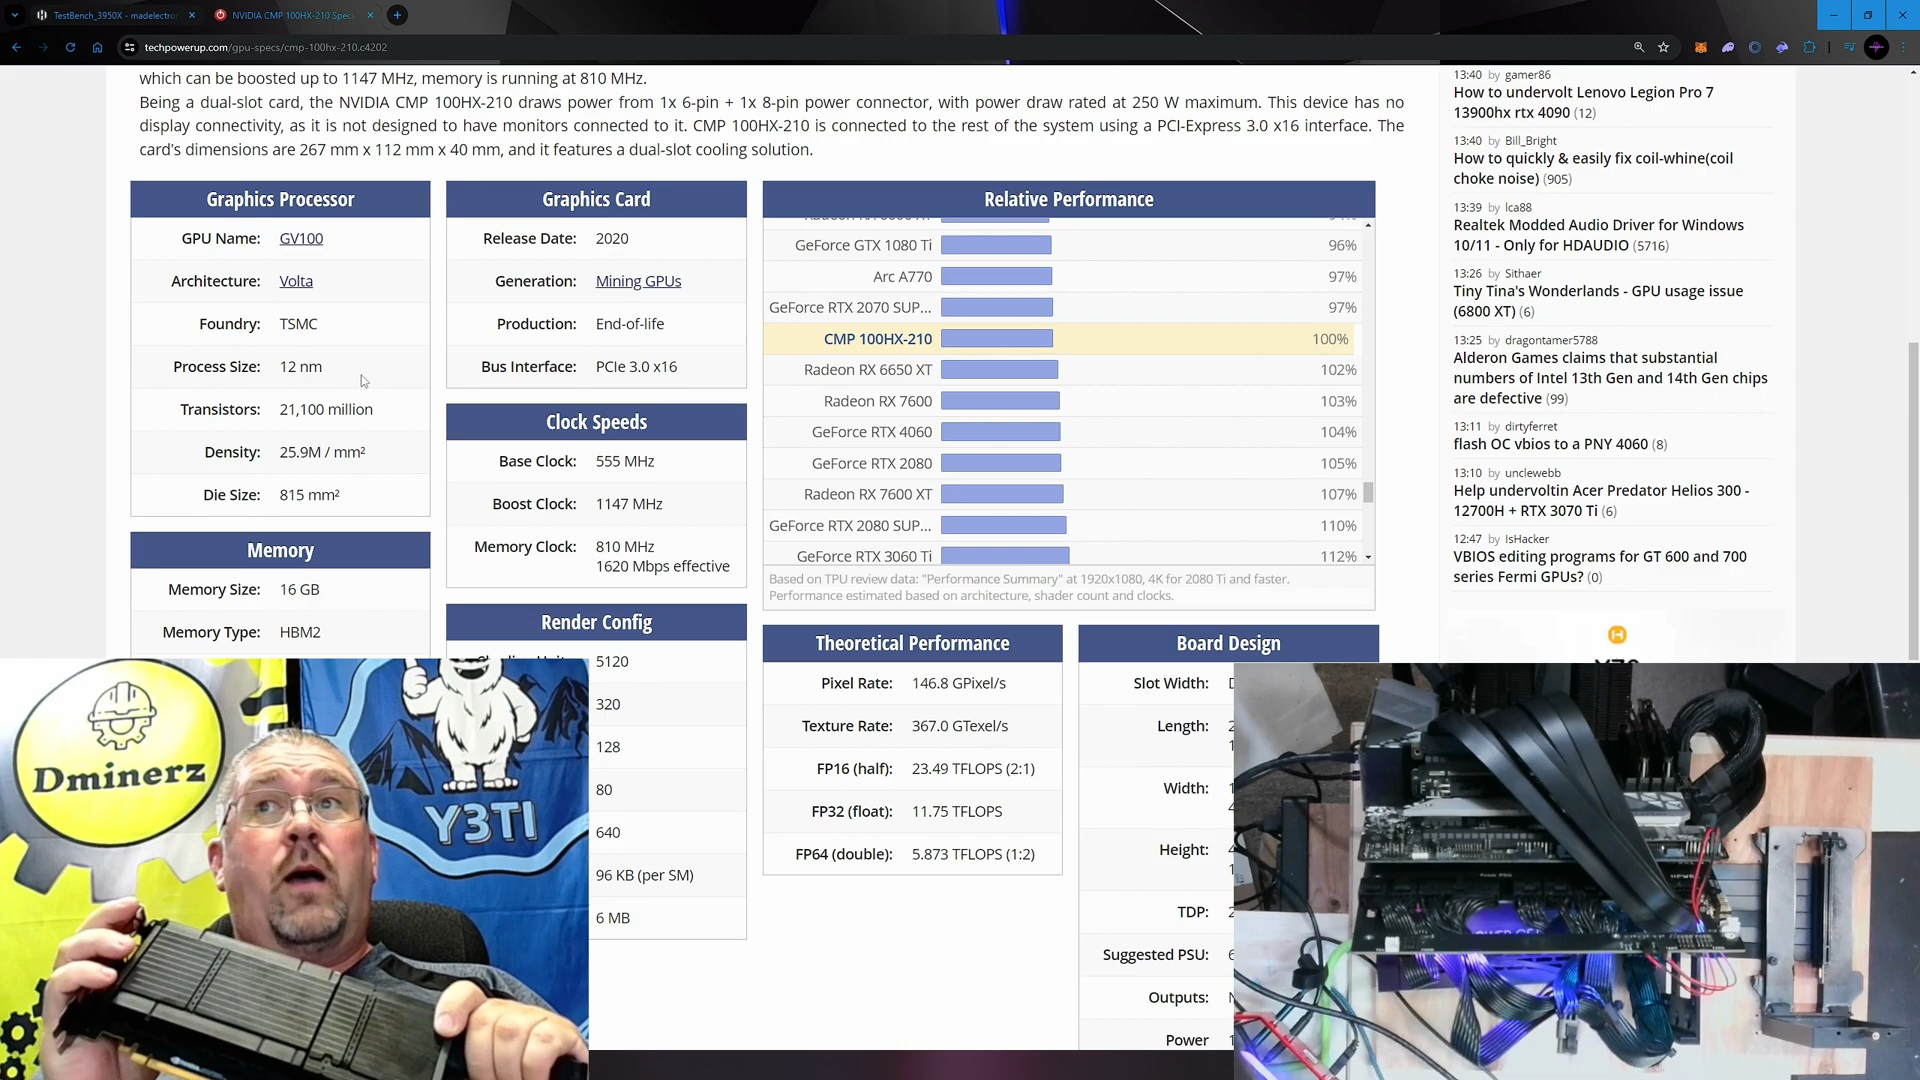 TestBench_3950X - madelectron
NVIDIA CMP 100HX-210 Speci
techpowerup.com/gpu-specs/cmp-100hx-210.c4202
which can be boosted up to 1147 MHz, memory is running at 810 MHz.
Being a dual-slot card, the NVIDIA CMP 100HX-210 draws power from 1x 6-pin + 1x 8-pin power connector, with power draw rated at 250 W maximum. This device has no
display connectivity, as it is not designed to have monitors connected to it. CMP 100HX-210 is connected to the rest of the system using a PCI-Express 3.0 x16 interface. The
card's dimensions are 267 mm x 112 mm x 40 mm, and it features a dual-slot cooling solution.
Graphics Processor
GPU Name: GV100
Architecture: Volta
Foundry: TSMC
Process Size: 12 nm
Transistors: 21,100 million
Density: 25.9M / mm²
Die Size: 815 mm²
Memory
Memory Size: 16 GB
Memory Type: HBM2
Graphics Card
Release Date: 2020
Generation: Mining GPUs
Production: End-of-life
Bus Interface: PCIe 3.0 x16
Clock Speeds
Base Clock: 555 MHz
Boost Clock: 1147 MHz
Memory Clock: 810 MHz
1620 Mbps effective
Render Config
5120
320
128
80
640
96 KB (per SM)
6 MB
Relative Performance
GeForce GTX 1080 Ti 96%
Arc A770 97%
GeForce RTX 2070 SUP... 97%
CMP 100HX-210 100%
Radeon RX 6650 XT 102%
Radeon RX 7600 103%
GeForce RTX 4060 104%
GeForce RTX 2080 105%
Radeon RX 7600 XT 107%
GeForce RTX 2080 SUP... 110%
GeForce RTX 3060 Ti 112%
Based on TPU review data: "Performance Summary" at 1920x1080, 4K for 2080 Ti and faster.
Performance estimated based on architecture, shader count and clocks.
Theoretical Performance
Pixel Rate: 146.8 GPixel/s
Texture Rate: 367.0 GTexel/s
FP16 (half): 23.49 TFLOPS (2:1)
FP32 (float): 11.75 TFLOPS
FP64 (double): 5.873 TFLOPS (1:2)
Board Design
Slot Width:
Length:
Width:
Height:
TDP:
Suggested PSU:
Outputs:
Power
13:40 by gamer86
How to undervolt Lenovo Legion Pro 7
13900hx rtx 4090 (12)
13:40 by Bill_Bright
How to quickly & easily fix coil-whine(coil
choke noise) (905)
13:39 by lca88
Realtek Modded Audio Driver for Windows
10/11 - Only for HDAUDIO (5716)
13:26 by Sithaer
Tiny Tina's Wonderlands - GPU usage issue
(6800 XT) (6)
13:25 by dragontamer5788
Alderon Games claims that substantial
numbers of Intel 13th Gen and 14th Gen chips
are defective (99)
13:11 by dirtyferret
flash OC vbios to a PNY 4060 (8)
13:10 by unclewebb
Help undervoltin Acer Predator Helios 300 -
12700H + RTX 3070 Ti (6)
12:47 by IsHacker
VBIOS editing programs for GT 600 and 700
series Fermi GPUs? (0)
Dminerz
Y3TI